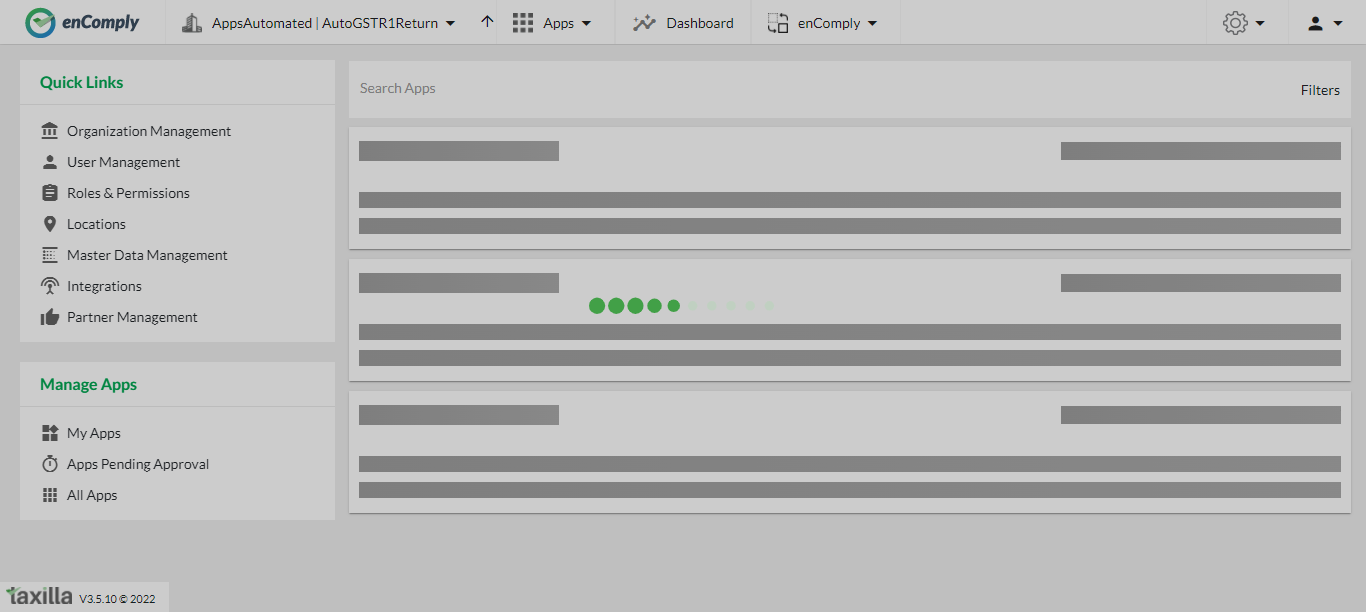 enComply
AppsAutomated | AutoGSTR1Return
Apps
Dashboard
enComply
Quick Links
Organization Management
User Management
Roles & Permissions
Locations
Master Data Management
Integrations
Partner Management
Manage Apps
My Apps
Apps Pending Approval
All Apps
Search Apps
Filters
taxilla V3.5.10 © 2022